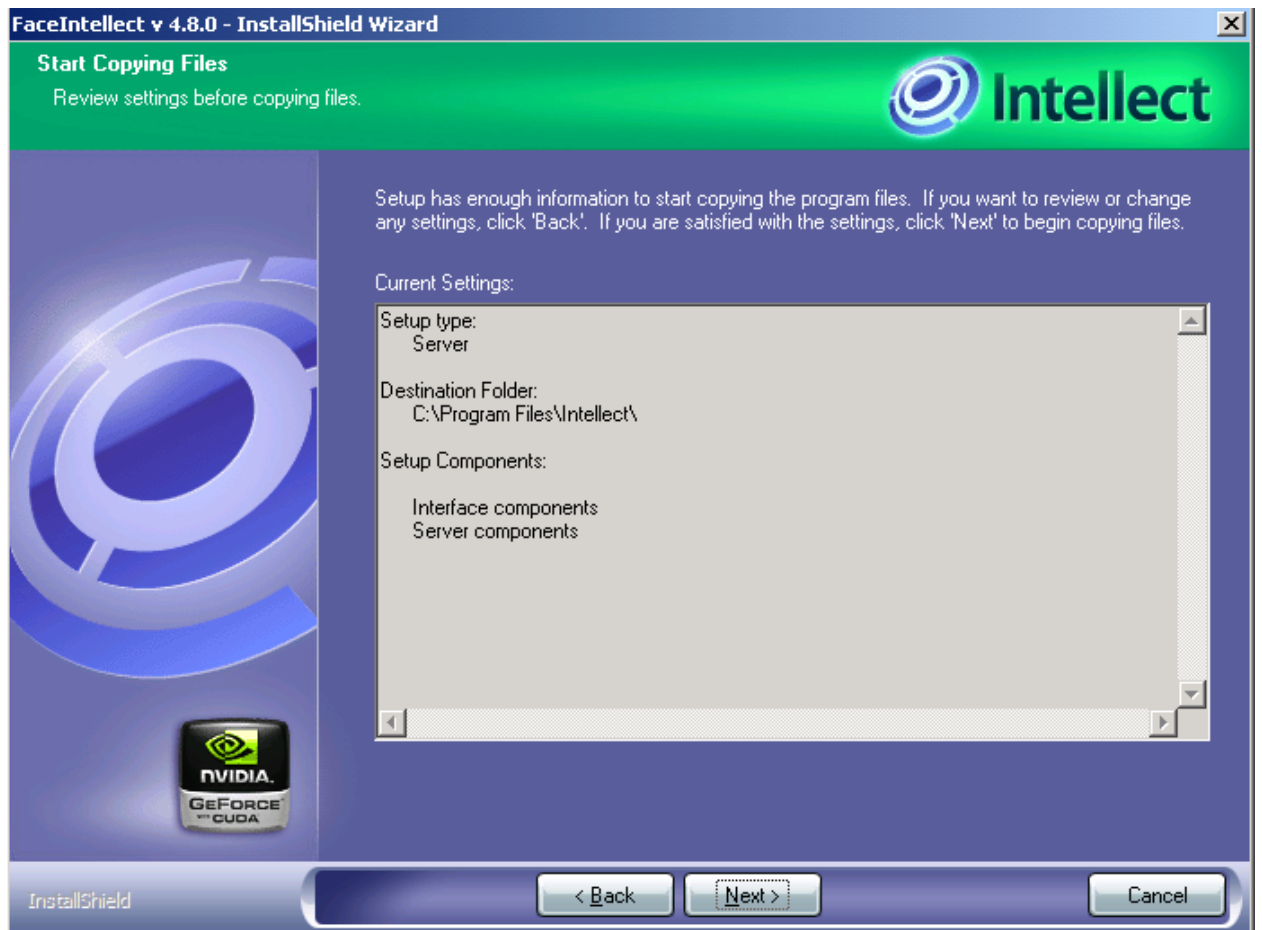 FaceIntellect v 4.8.0 - InstallShield Wizard
Start Copying Files
Review settings before copying files.
Intellect
Setup has enough information to start copying the program files. If you want to review or change
any settings, click 'Back'. If you are satisfied with the settings, click 'Next' to begin copying files.
Current Settings:
Setup type:
Server
Destination Folder:
C:\Program Files\Intellect\
Setup Components:
Interface components
Server components
NVIDIA.
GEFORCE
WITH CUDA
InstallShield
< Back
Next >
Cancel